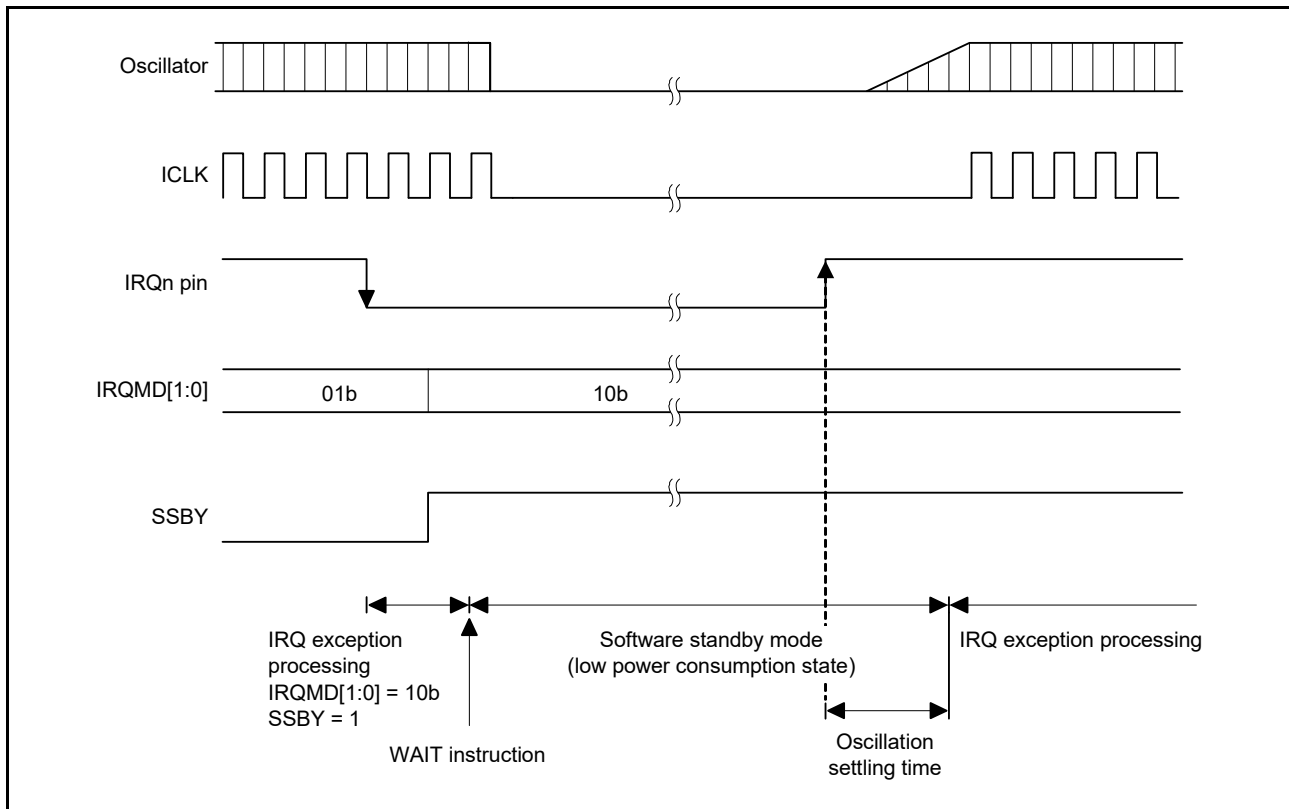 Oscillator
ICLK
IRQn pin
IRQMD[1:0]
01b
10b
SSBY
IRQ exception
processing
IRQMD[1:0] = 10b
SSBY = 1
WAIT instruction
Software standby mode
(low power consumption state)
IRQ exception processing
Oscillation
settling time